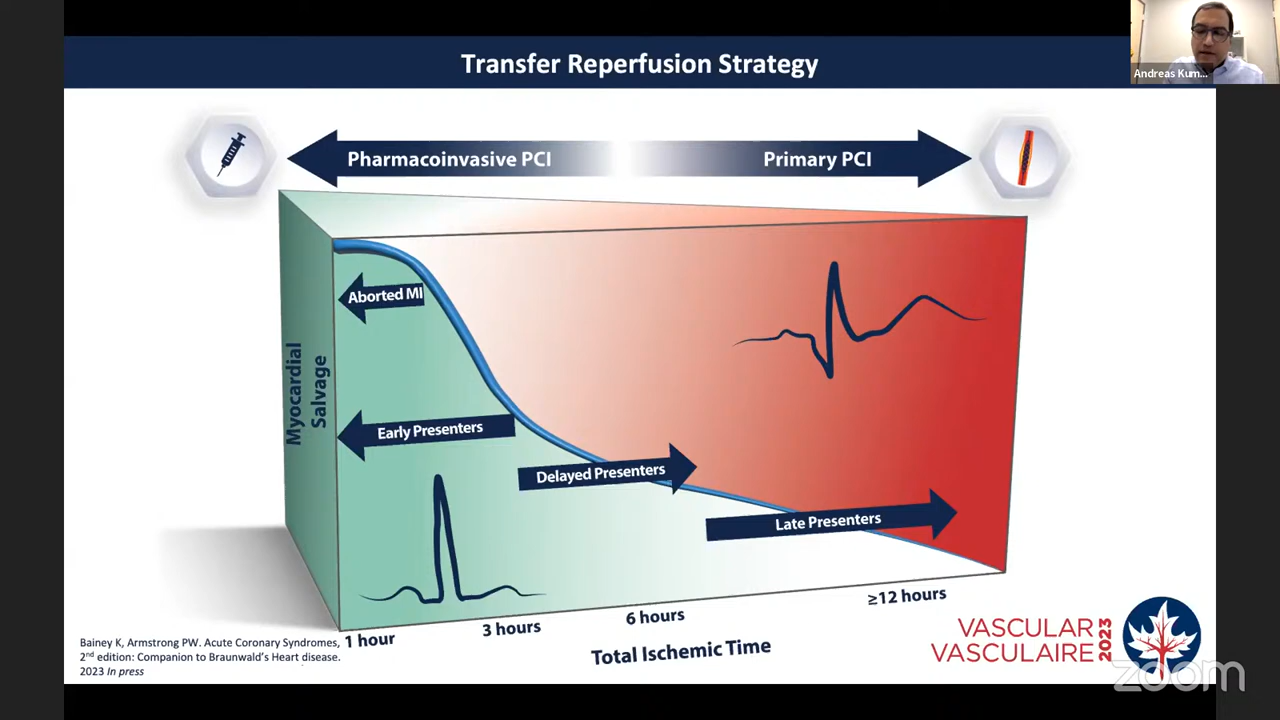 Transfer Reperfusion Strategy
Andreas Kum...
Pharmacoinvasive PCI
Primary PCI
Aborted MI
Myocardial
Salvage
Early Presenters
Delayed Presenters
Late Presenters
1 hour
3 hours
6 hours
≥12 hours
Total Ischemic Time
Bainey K, Armstrong PW. Acute Coronary Syndromes,
2nd edition: Companion to Braunwald's Heart disease.
2023 In press
VASCULAR
VASCULAIRE
2023
zoom